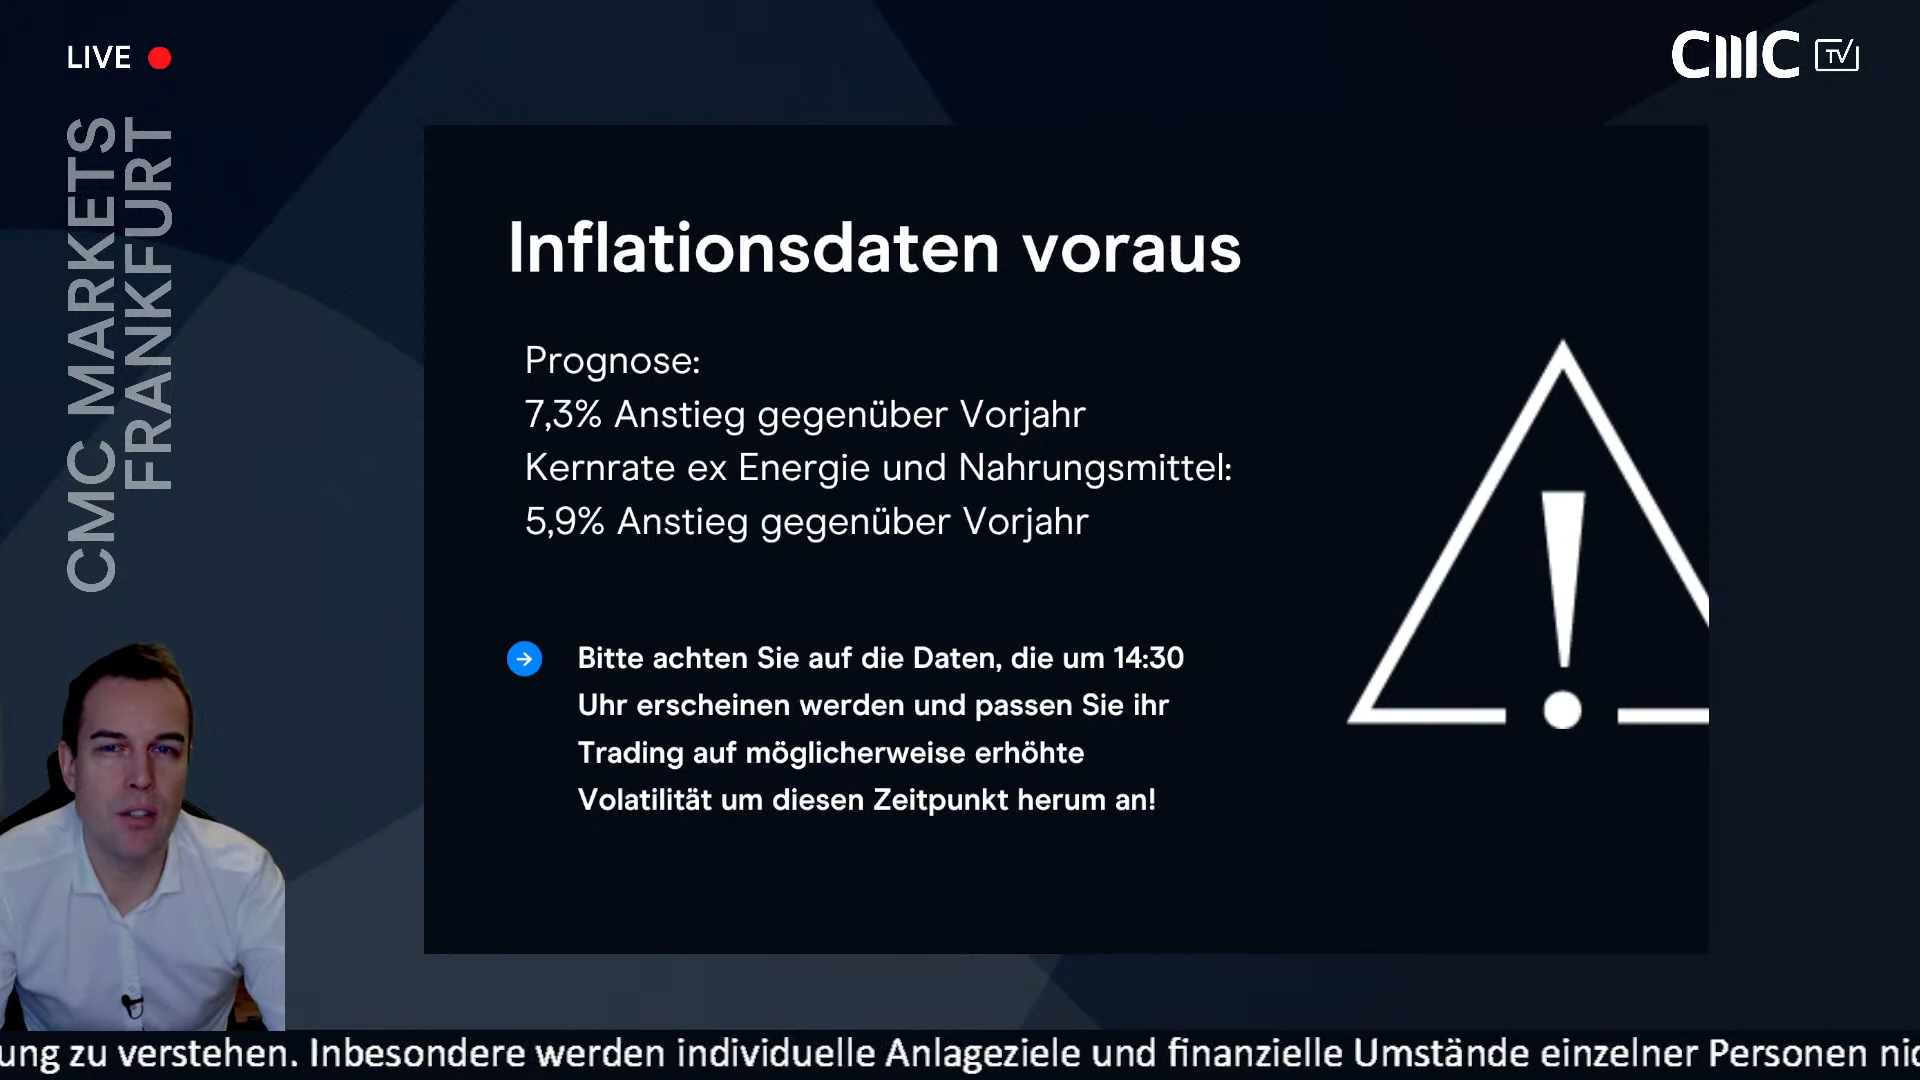 LIVE
CMC TV
CMC MARKETS
FRANKFURT
Inflationsdaten voraus
Prognose:
7,3% Anstieg gegenüber Vorjahr
Kernrate ex Energie und Nahrungsmittel:
5,9% Anstieg gegenüber Vorjahr
Bitte achten Sie auf die Daten, die um 14:30
Uhr erscheinen werden und passen Sie ihr
Trading auf möglicherweise erhöhte
Volatilität um diesen Zeitpunkt herum an!
ung zu verstehen. Inbesondere werden individuelle Anlageziele und finanzielle Umstände einzelner Personen nic